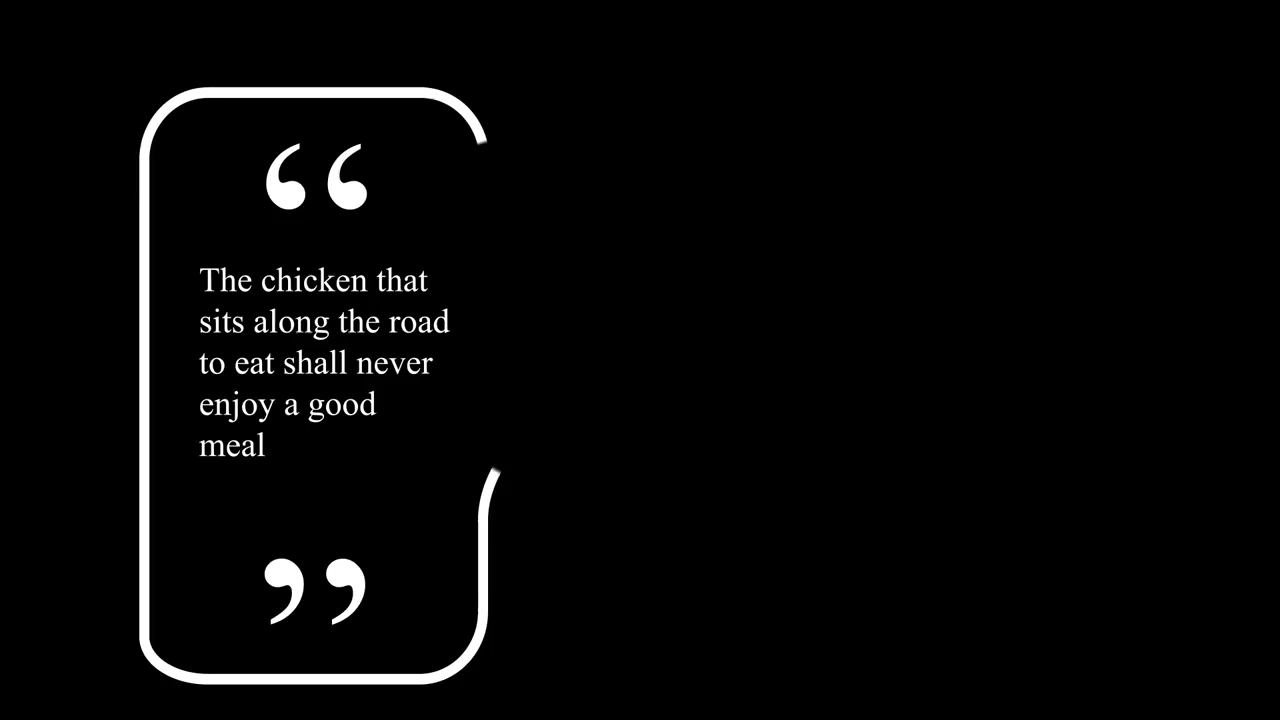 “
The chicken that
sits along the road
to eat shall never
enjoy a good
meal
”